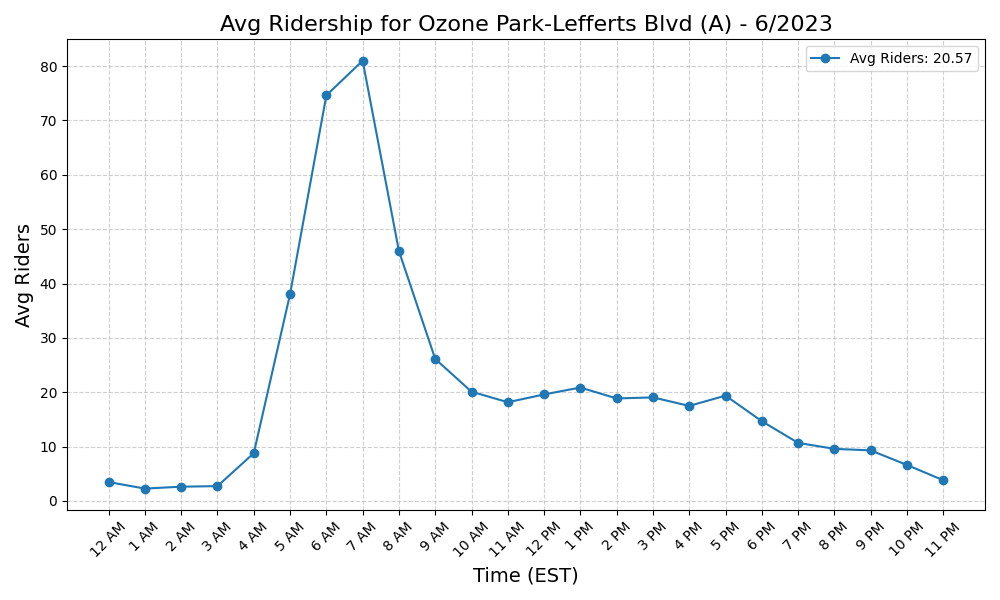 Avg Ridership for Ozone Park-Lefferts Blvd (A) - 6/2023
Avg Riders: 20.57
Avg Riders
80
70
60
50
40
30
20
10
0
12 AM
1 AM
2 AM
3 AM
4 AM
5 AM
6 AM
7 AM
8 AM
9 AM
10 AM
11 AM
12 PM
1 PM
2 PM
3 PM
4 PM
5 PM
6 PM
7 PM
8 PM
9 PM
10 PM
11 PM
Time (EST)